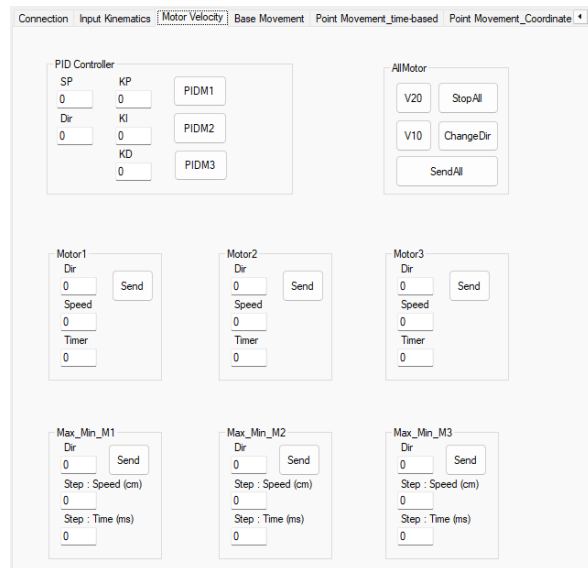 Connection Input Kinematics Motor Velocity Base Movement Point Movement_time-based Point Movement_Coordinate
PID Controller
SP KP
0 0 PIDM1
Dir KI
0 0 PIDM2
KD
0 PIDM3
AllMotor
V20 StopAll
V10 ChangeDir
SendAll
Motor1
Dir
0 Send
Speed
0
Timer
0
Motor2
Dir
0 Send
Speed
0
Timer
0
Motor3
Dir
0 Send
Speed
0
Timer
0
Max_Min_M1
Dir
0 Send
Step : Speed (cm)
0
Step : Time (ms)
0
Max_Min_M2
Dir
0 Send
Step : Speed (cm)
0
Step : Time (ms)
0
Max_Min_M3
Dir
0 Send
Step : Speed (cm)
0
Step : Time (ms)
0